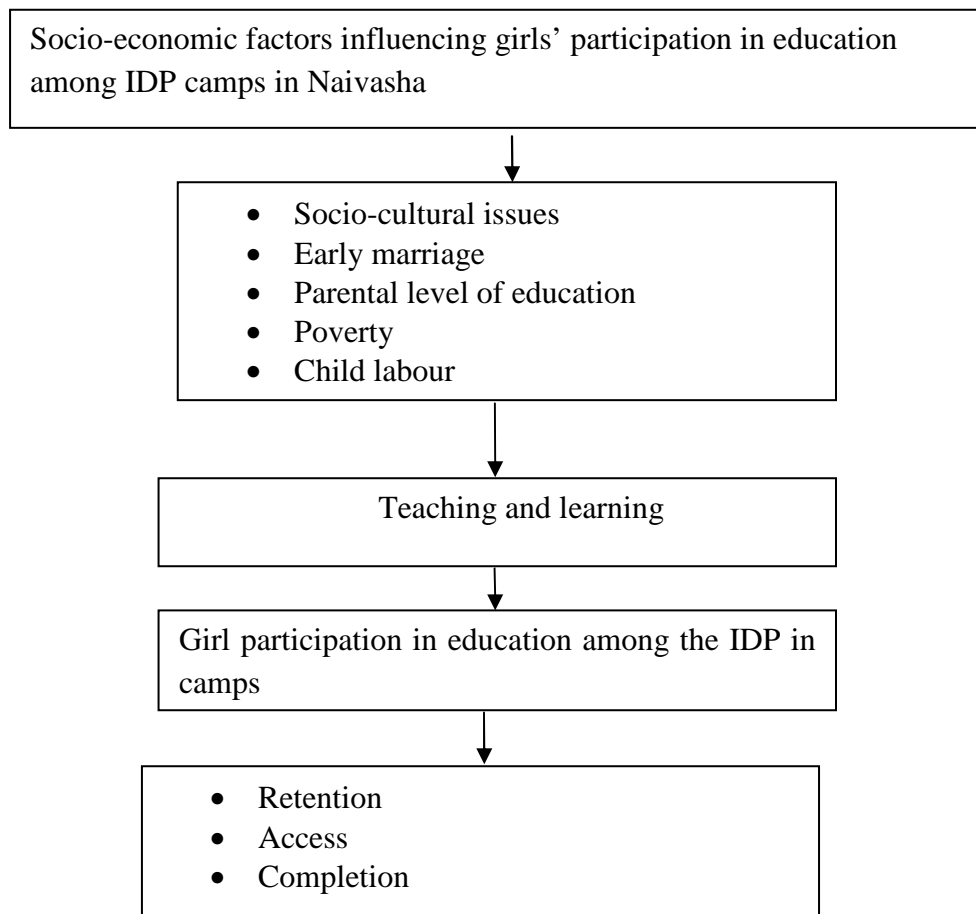 Socio-economic factors influencing girls’ participation in education
among IDP camps in Naivasha
• Socio-cultural issues
• Early marriage
• Parental level of education
• Poverty
• Child labour
Teaching and learning
Girl participation in education among the IDP in
camps
• Retention
• Access
• Completion